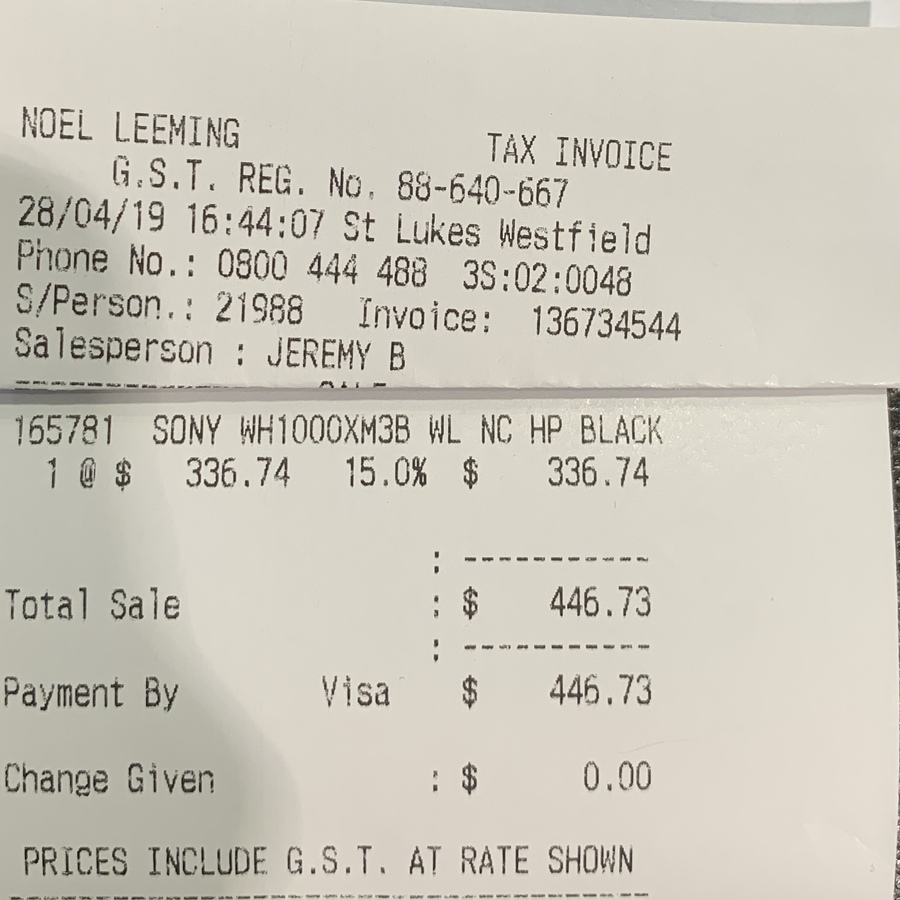 NOEL LEEMING TAX INVOICE
G.S.T. REG. No. 88-640-667
28/04/19 16:44:07 St Lukes Westfield
Phone No.: 0800 444 488 3S:02:0048
S/Person.: 21988 Invoice: 136734544
Salesperson : JEREMY B
165781 SONY WH1000XM3B WL NC HP BLACK
1 @ $ 336.74 15.0% $ 336.74
: -----------
Total Sale : $ 446.73
: -----------
Payment By Visa $ 446.73
Change Given : $ 0.00
PRICES INCLUDE G.S.T. AT RATE SHOWN